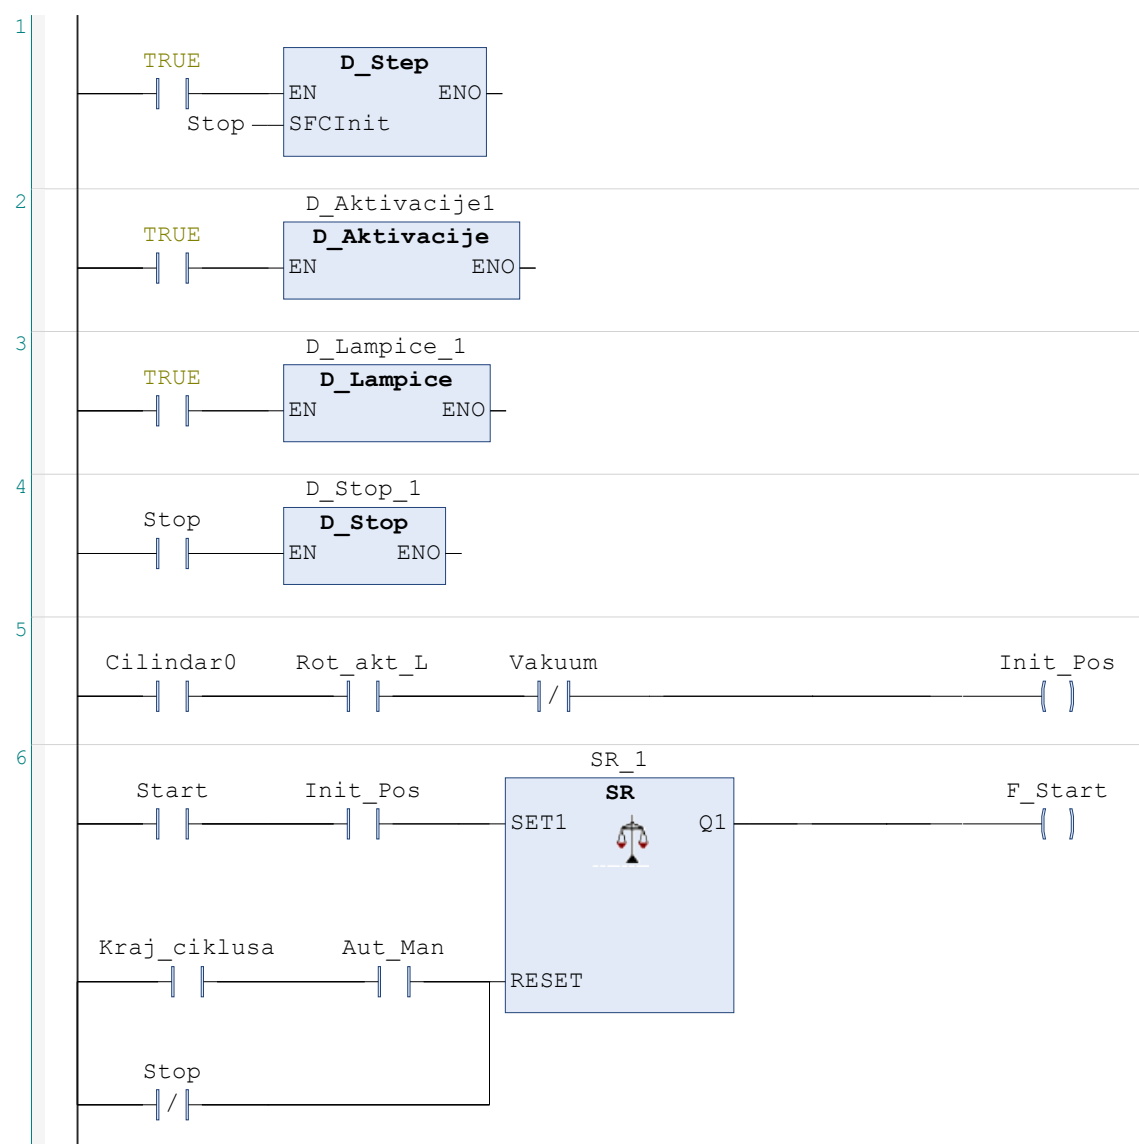 1
TRUE
D_Step
EN ENO
Stop SFCInit
2
D_Aktivacije1
TRUE
D_Aktivacije
EN ENO
3
D_Lampice_1
TRUE
D_Lampice
EN ENO
4
D_Stop_1
Stop
D_Stop
EN ENO
5
Cilindar0 Rot_akt_L Vakuum Init_Pos
/
6
SR_1
Start Init_Pos SR F_Start
SET1 Q1
Kraj_ciklusa Aut_Man
RESET
Stop
/